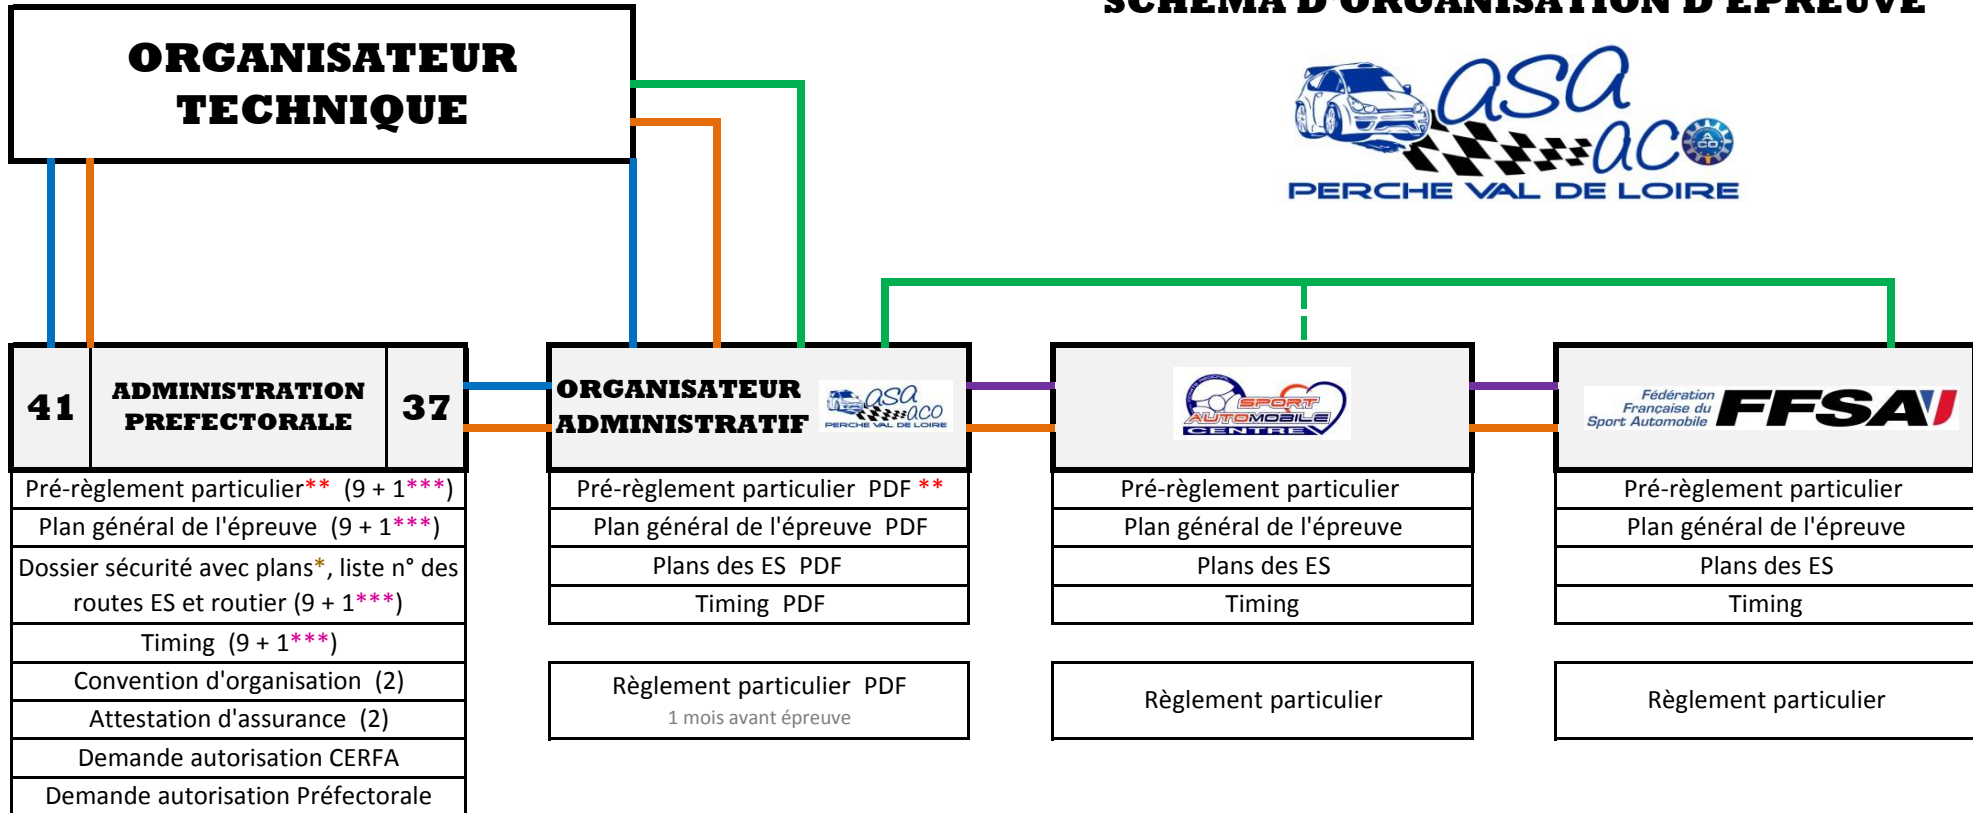 SCHEMA D'ORGANISATION D'EPREUVE
ORGANISATEUR
TECHNIQUE
asa
aco
ACO
PERCHE VAL DE LOIRE
41
ADMINISTRATION
PREFECTORALE
37
Pré-règlement particulier** (9 + 1***)
Plan général de l'épreuve (9 + 1***)
Dossier sécurité avec plans*, liste n° des
routes ES et routier (9 + 1***)
Timing (9 + 1***)
Convention d'organisation (2)
Attestation d'assurance (2)
Demande autorisation CERFA
Demande autorisation Préfectorale
ORGANISATEUR
ADMINISTRATIF
asa
aco
PERCHE VAL DE LOIRE
Pré-règlement particulier PDF **
Plan général de l'épreuve PDF
Plans des ES PDF
Timing PDF
Règlement particulier PDF
1 mois avant épreuve
SPORT
AUTOMOBILE
CENTRE
Pré-règlement particulier
Plan général de l'épreuve
Plans des ES
Timing
Règlement particulier
Fédération
Française du
Sport Automobile
FFSA
Pré-règlement particulier
Plan général de l'épreuve
Plans des ES
Timing
Règlement particulier